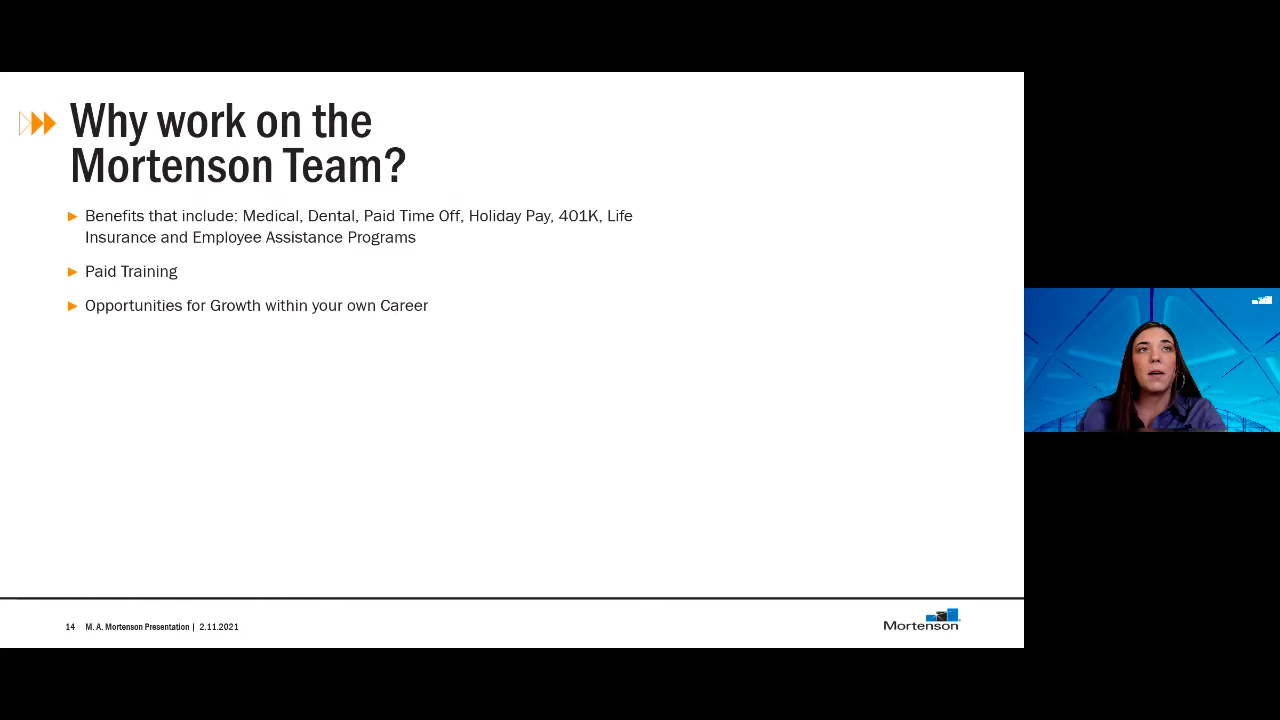 Why work on the
Mortenson Team?
Benefits that include: Medical, Dental, Paid Time Off, Holiday Pay, 401K, Life
Insurance and Employee Assistance Programs
Paid Training
Opportunities for Growth within your own Career
14 M. A. Mortenson Presentation | 2.11.2021
Mortenson